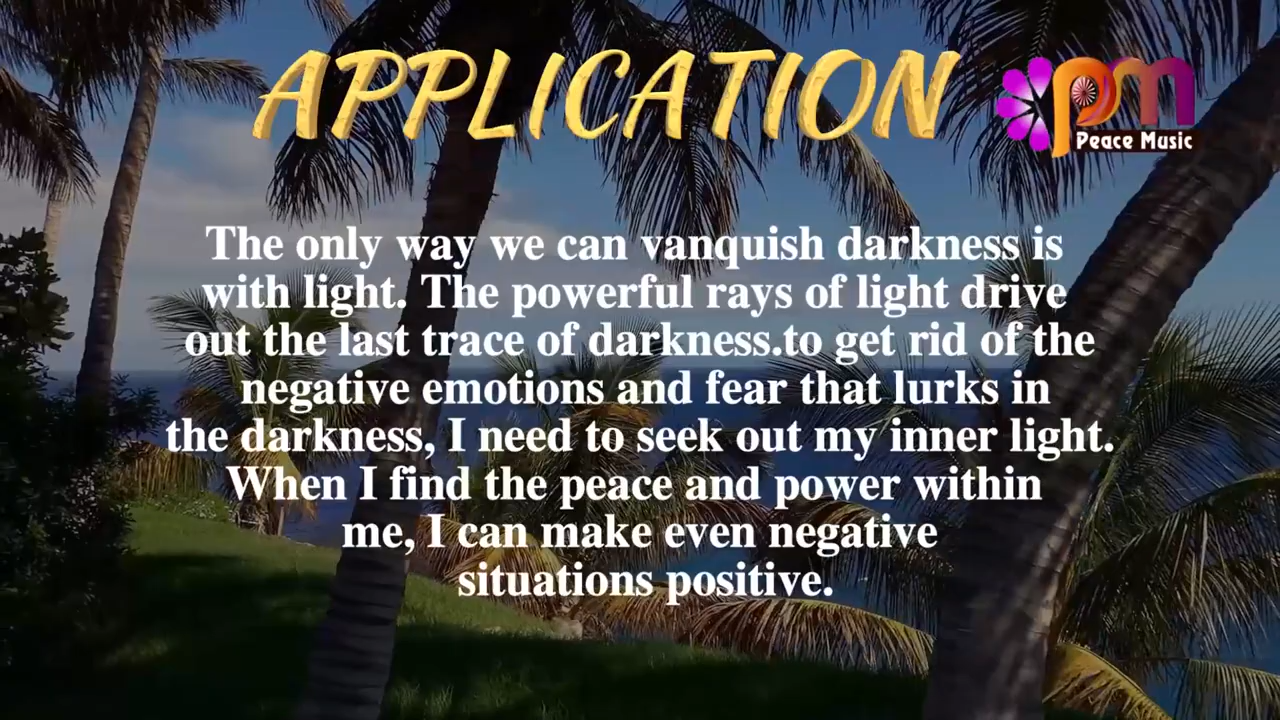 APPLICATION
pm
Peace Music
The only way we can vanquish darkness is
with light. The powerful rays of light drive
out the last trace of darkness.to get rid of the
negative emotions and fear that lurks in
the darkness, I need to seek out my inner light.
When I find the peace and power within
me, I can make even negative
situations positive.